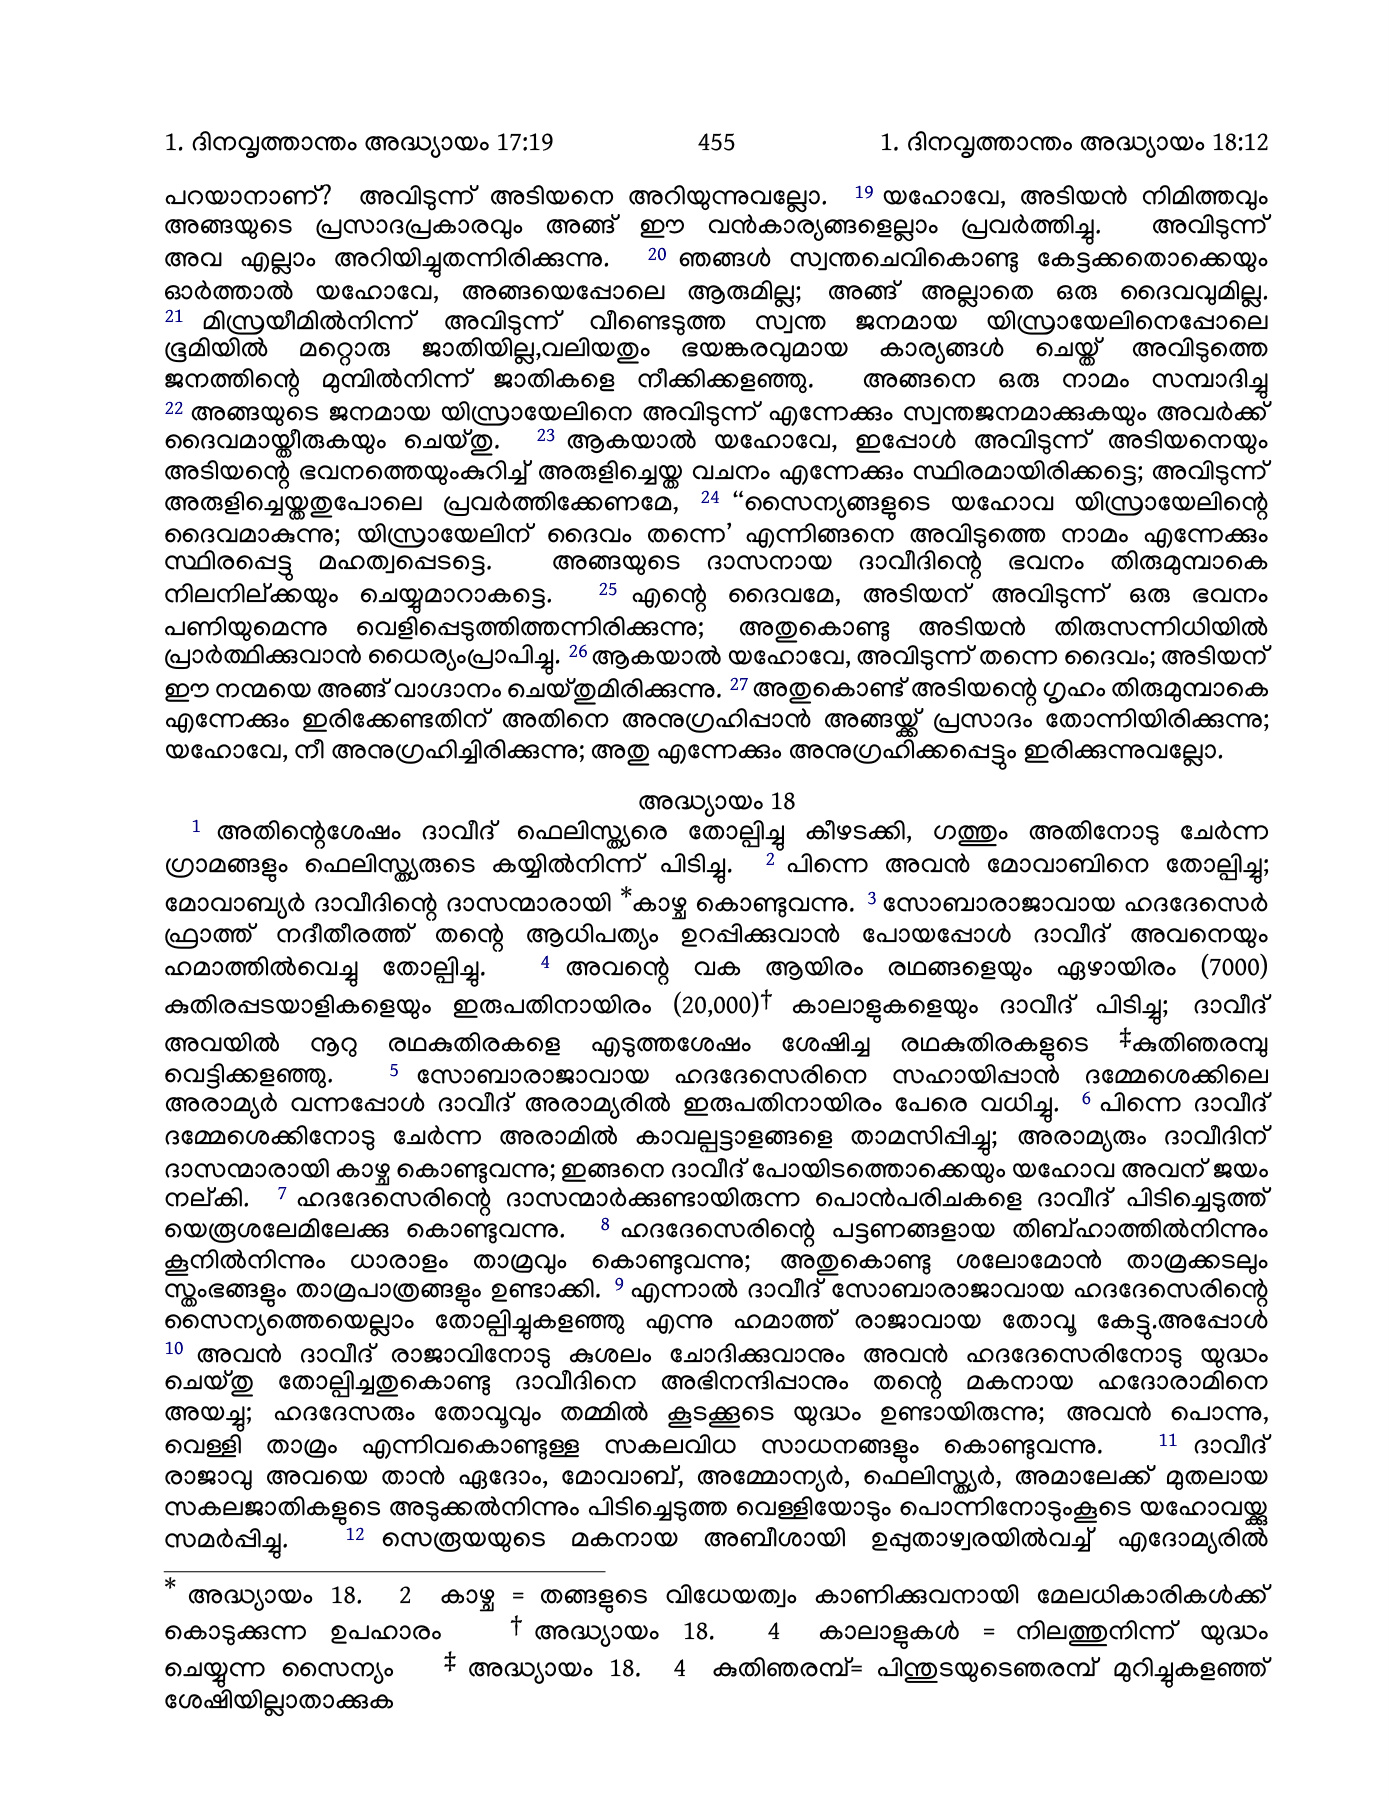 1. ദിനവൃത്താന്തം അദ്ധ്യായം 17:19 455 1. ദിനവൃത്താന്തം അദ്ധ്യായം 18:12
പറയാനാണ്? അവിടുന്ന് അടിയനെ അറിയുന്നുവല്ലോ. 19 യഹോവേ, അടിയൻ നിമിത്തവും
അങ്ങയുടെ പ്രസാദപ്രകാരവും അങ്ങ് ഈ വൻകാര്യങ്ങളെല്ലാം പ്രവർത്തിച്ചു. അവിടുന്ന്
അവ എല്ലാം അറിയിച്ചുതന്നിരിക്കുന്നു. 20 ഞങ്ങൾ സ്വന്തചെവികൊണ്ടു കേട്ടക്കതൊക്കെയും
ഓർത്താൽ യഹോവേ, അങ്ങയെപ്പോലെ ആരുമില്ല; അങ്ങ് അല്ലാതെ ഒരു ദൈവവുമില്ല.
21 മിസ്രയീമിൽനിന്ന് അവിടുന്ന് വീണ്ടെടുത്ത സ്വന്ത ജനമായ യിസ്രായേലിനെപ്പോലെ
ഭൂമിയിൽ മറ്റൊരു ജാതിയില്ല,വലിയതും ഭയങ്കരവുമായ കാര്യങ്ങൾ ചെയ്ത് അവിടുത്തെ
ജനത്തിന്റെ മുമ്പിൽനിന്ന് ജാതികളെ നീക്കിക്കളഞ്ഞു. അങ്ങനെ ഒരു നാമം സമ്പാദിച്ചു
22 അങ്ങയുടെ ജനമായ യിസ്രായേലിനെ അവിടുന്ന് എന്നേക്കും സ്വന്തജനമാക്കുകയും അവർക്ക്
ദൈവമായ്തീരുകയും ചെയ്തു. 23 ആകയാൽ യഹോവേ, ഇപ്പോൾ അവിടുന്ന് അടിയനെയും
അടിയന്റെ ഭവനത്തെയുംകുറിച്ച് അരുളിച്ചെയ്ത വചനം എന്നേക്കും സ്ഥിരമായിരിക്കട്ടെ; അവിടുന്ന്
അരുളിച്ചെയ്തതുപോലെ പ്രവർത്തിക്കേണമേ, 24 “സൈന്യങ്ങളുടെ യഹോവ യിസ്രായേലിന്റെ
ദൈവമാകുന്നു; യിസ്രായേലിന് ദൈവം തന്നെ’ എന്നിങ്ങനെ അവിടുത്തെ നാമം എന്നേക്കും
സ്ഥിരപ്പെട്ടു മഹത്വപ്പെടട്ടെ. അങ്ങയുടെ ദാസനായ ദാവീദിന്റെ ഭവനം തിരുമുമ്പാകെ
നിലനില്ക്കയും ചെയ്യുമാറാകട്ടെ. 25 എന്റെ ദൈവമേ, അടിയന് അവിടുന്ന് ഒരു ഭവനം
പണിയുമെന്നു വെളിപ്പെടുത്തിത്തന്നിരിക്കുന്നു; അതുകൊണ്ടു അടിയൻ തിരുസന്നിധിയിൽ
പ്രാർത്ഥിക്കുവാൻ ധൈര്യംപ്രാപിച്ചു. 26 ആകയാൽ യഹോവേ, അവിടുന്ന് തന്നെ ദൈവം; അടിയന്
ഈ നന്മയെ അങ്ങ് വാഗ്ദാനം ചെയ്തുമിരിക്കുന്നു. 27 അതുകൊണ്ട് അടിയന്റെ ഗൃഹം തിരുമുമ്പാകെ
എന്നേക്കും ഇരിക്കേണ്ടതിന് അതിനെ അനുഗ്രഹിപ്പാൻ അങ്ങയ്ക്ക് പ്രസാദം തോന്നിയിരിക്കുന്നു;
യഹോവേ, നീ അനുഗ്രഹിച്ചിരിക്കുന്നു; അതു എന്നേക്കും അനുഗ്രഹിക്കപ്പെട്ടും ഇരിക്കുന്നുവല്ലോ.
അദ്ധ്യായം 18
1 അതിന്റെശേഷം ദാവീദ് ഫെലിസ്ത്യരെ തോല്പിച്ചു കീഴടക്കി, ഗത്തും അതിനോടു ചേർന്ന
ഗ്രാമങ്ങളും ഫെലിസ്ത്യരുടെ കയ്യിൽനിന്ന് പിടിച്ചു. 2 പിന്നെ അവൻ മോവാബിനെ തോല്പിച്ചു;
മോവാബ്യർ ദാവീദിന്റെ ദാസന്മാരായി *കാഴ്ച കൊണ്ടുവന്നു. 3 സോബാരാജാവായ ഹദദേസെർ
ഫ്രാത്ത് നദീതീരത്ത് തന്റെ ആധിപത്യം ഉറപ്പിക്കുവാൻ പോയപ്പോൾ ദാവീദ് അവനെയും
ഹമാത്തിൽവെച്ചു തോല്പിച്ചു. 4 അവന്റെ വക ആയിരം രഥങ്ങളെയും ഏഴായിരം (7000)
കുതിരപ്പടയാളികളെയും ഇരുപതിനായിരം (20,000)† കാലാളുകളെയും ദാവീദ് പിടിച്ചു; ദാവീദ്
അവയിൽ നൂറു രഥകുതിരകളെ എടുത്തശേഷം ശേഷിച്ച രഥകുതിരകളുടെ ‡കുതിഞരമ്പു
വെട്ടിക്കളഞ്ഞു. 5 സോബാരാജാവായ ഹദദേസെരിനെ സഹായിപ്പാൻ ദമ്മേശെക്കിലെ
അരാമ്യർ വന്നപ്പോൾ ദാവീദ് അരാമ്യരിൽ ഇരുപതിനായിരം പേരെ വധിച്ചു. 6 പിന്നെ ദാവീദ്
ദമ്മേശെക്കിനോടു ചേർന്ന അരാമിൽ കാവല്പട്ടാളങ്ങളെ താമസിപ്പിച്ചു; അരാമ്യരും ദാവീദിന്
ദാസന്മാരായി കാഴ്ച കൊണ്ടുവന്നു; ഇങ്ങനെ ദാവീദ് പോയിടത്തൊക്കെയും യഹോവ അവന് ജയം
നല്കി. 7 ഹദദേസെരിന്റെ ദാസന്മാർക്കുണ്ടായിരുന്ന പൊൻപരിചകളെ ദാവീദ് പിടിച്ചെടുത്ത്
യെരൂശലേമിലേക്കു കൊണ്ടുവന്നു. 8 ഹദദേസെരിന്റെ പട്ടണങ്ങളായ തിബ്ഹാത്തിൽനിന്നും
കൂനിൽനിന്നും ധാരാളം താമ്രവും കൊണ്ടുവന്നു; അതുകൊണ്ടു ശലോമോൻ താമ്രക്കടലും
സ്തംഭങ്ങളും താമ്രപാത്രങ്ങളും ഉണ്ടാക്കി. 9 എന്നാൽ ദാവീദ് സോബാരാജാവായ ഹദദേസെരിന്റെ
സൈന്യത്തെയെല്ലാം തോല്പിച്ചുകളഞ്ഞു എന്നു ഹമാത്ത് രാജാവായ തോവൂ കേട്ടു.അപ്പോൾ
10 അവൻ ദാവീദ് രാജാവിനോടു കുശലം ചോദിക്കുവാനും അവൻ ഹദദേസെരിനോടു യുദ്ധം
ചെയ്തു തോല്പിച്ചതുകൊണ്ടു ദാവീദിനെ അഭിനന്ദിപ്പാനും തന്റെ മകനായ ഹദോരാമിനെ
അയച്ചു; ഹദദേസരും തോവൂവും തമ്മിൽ കൂടക്കൂടെ യുദ്ധം ഉണ്ടായിരുന്നു; അവൻ പൊന്നു,
വെള്ളി താമ്രം എന്നിവകൊണ്ടുള്ള സകലവിധ സാധനങ്ങളും കൊണ്ടുവന്നു. 11 ദാവീദ്
രാജാവു അവയെ താൻ ഏദോം, മോവാബ്, അമ്മോന്യർ, ഫെലിസ്ത്യർ, അമാലേക്ക് മുതലായ
സകലജാതികളുടെ അടുക്കൽനിന്നും പിടിച്ചെടുത്ത വെള്ളിയോടും പൊന്നിനോടുംകൂടെ യഹോവയ്ക്കു
സമർപ്പിച്ചു. 12 സെരൂയയുടെ മകനായ അബീശായി ഉപ്പുതാഴ്വരയിൽവച്ച് എദോമ്യരിൽ
* അദ്ധ്യായം 18. 2 കാഴ്ച = തങ്ങളുടെ വിധേയത്വം കാണിക്കുവനായി മേലധികാരികൾക്ക്
കൊടുക്കുന്ന ഉപഹാരം † അദ്ധ്യായം 18. 4 കാലാളുകൾ = നിലത്തുനിന്ന് യുദ്ധം
ചെയ്യുന്ന സൈന്യം ‡ അദ്ധ്യായം 18. 4 കുതിഞരമ്പ്= പിന്തുടയുടെഞരമ്പ് മുറിച്ചുകളഞ്ഞ്
ശേഷിയില്ലാതാക്കുക